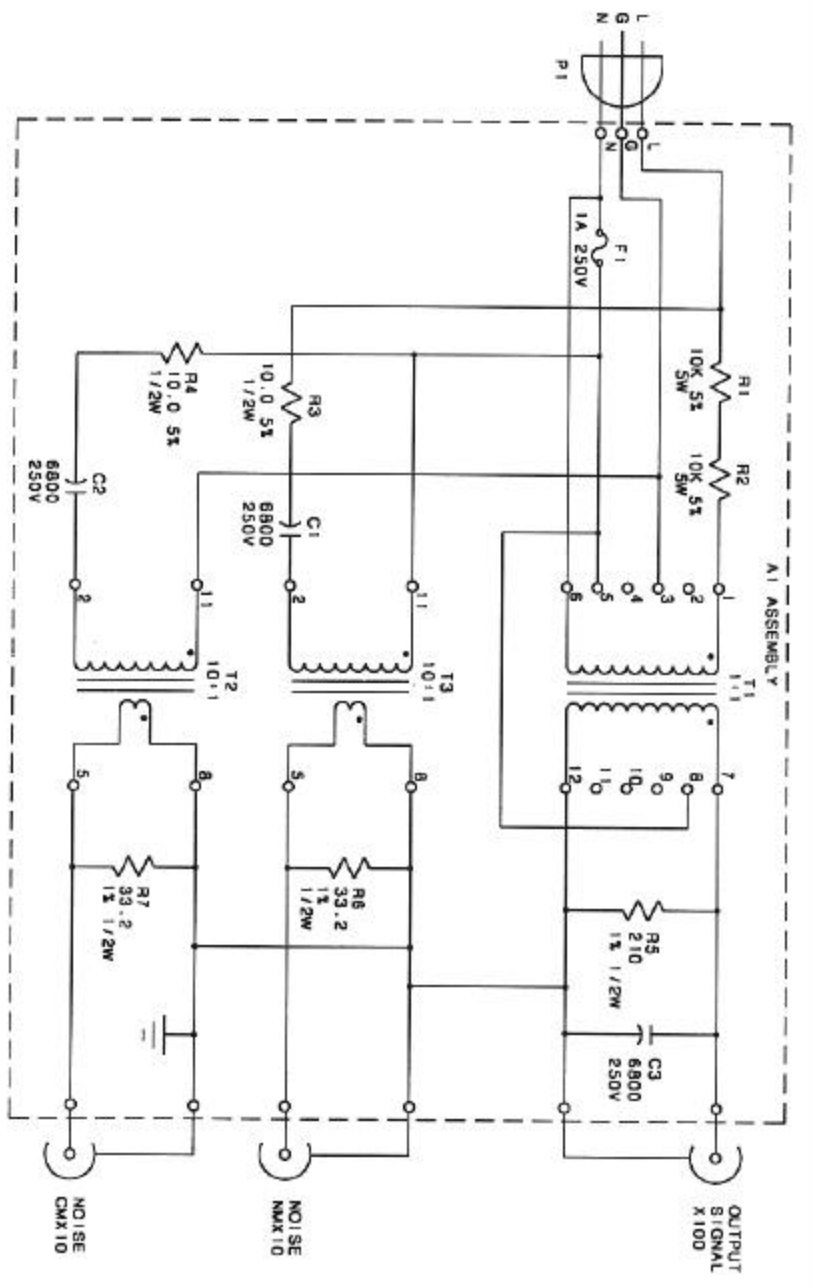 A1 ASSEMBLY
L
G
N
P1
L
G
N
F1
1A 250V
R1
10K 5%
5W
R2
10K 5%
5W
1
2
3
4
5
6
T1
1:1
7
8
9
10
11
12
R5
210
1% 1/2W
C3
6800
250V
OUTPUT
SIGNAL
X100
R3
10.0 5%
1/2W
C1
6800
250V
11
2
T3
10:1
8
5
R6
33.2
1%
1/2W
NOISE
NMX10
R4
10.0 5%
1/2W
C2
6800
250V
11
2
T2
10:1
8
5
R7
33.2
1% 1/2W
NOISE
CMX10